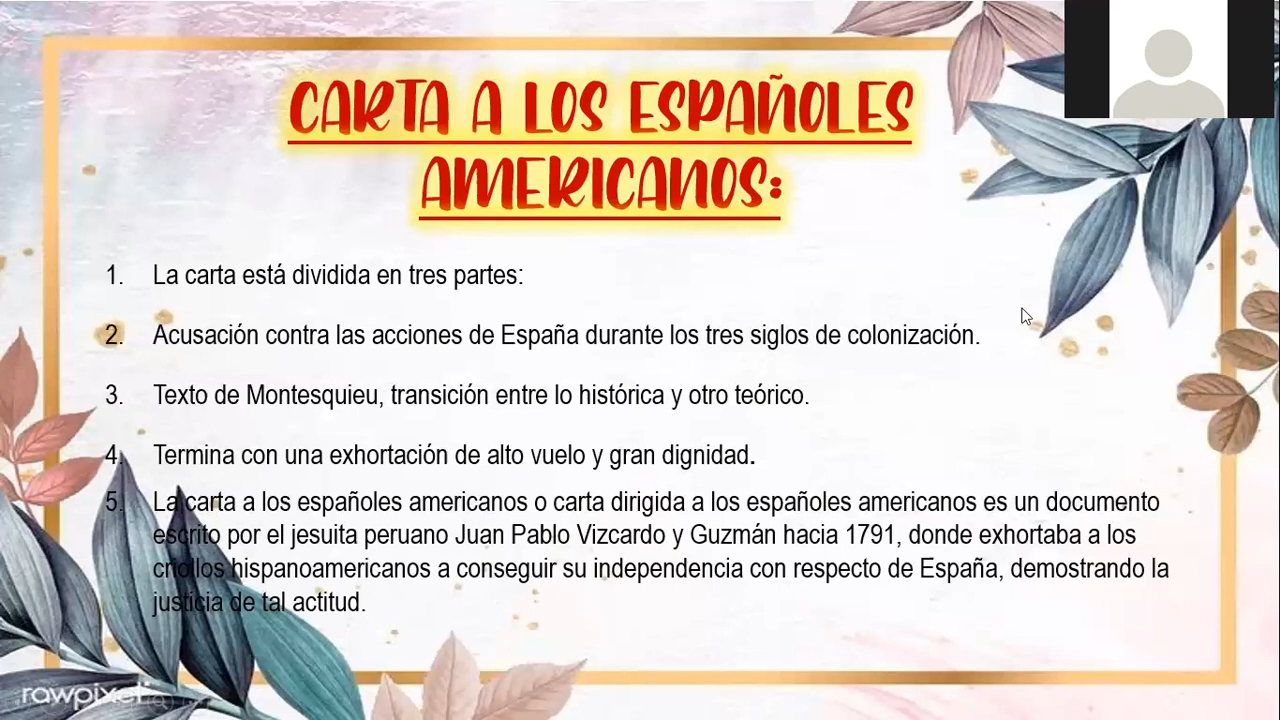 CARTA A LOS ESPAÑOLES
AMERICANOS:
1. La carta está dividida en tres partes:
2. Acusación contra las acciones de España durante los tres siglos de colonización.
3. Texto de Montesquieu, transición entre lo histórica y otro teórico.
4. Termina con una exhortación de alto vuelo y gran dignidad.
5. La carta a los españoles americanos o carta dirigida a los españoles americanos es un documento
escrito por el jesuita peruano Juan Pablo Vizcardo y Guzmán hacia 1791, donde exhortaba a los
criollos hispanoamericanos a conseguir su independencia con respecto de España, demostrando la
justicia de tal actitud.
rawpixel